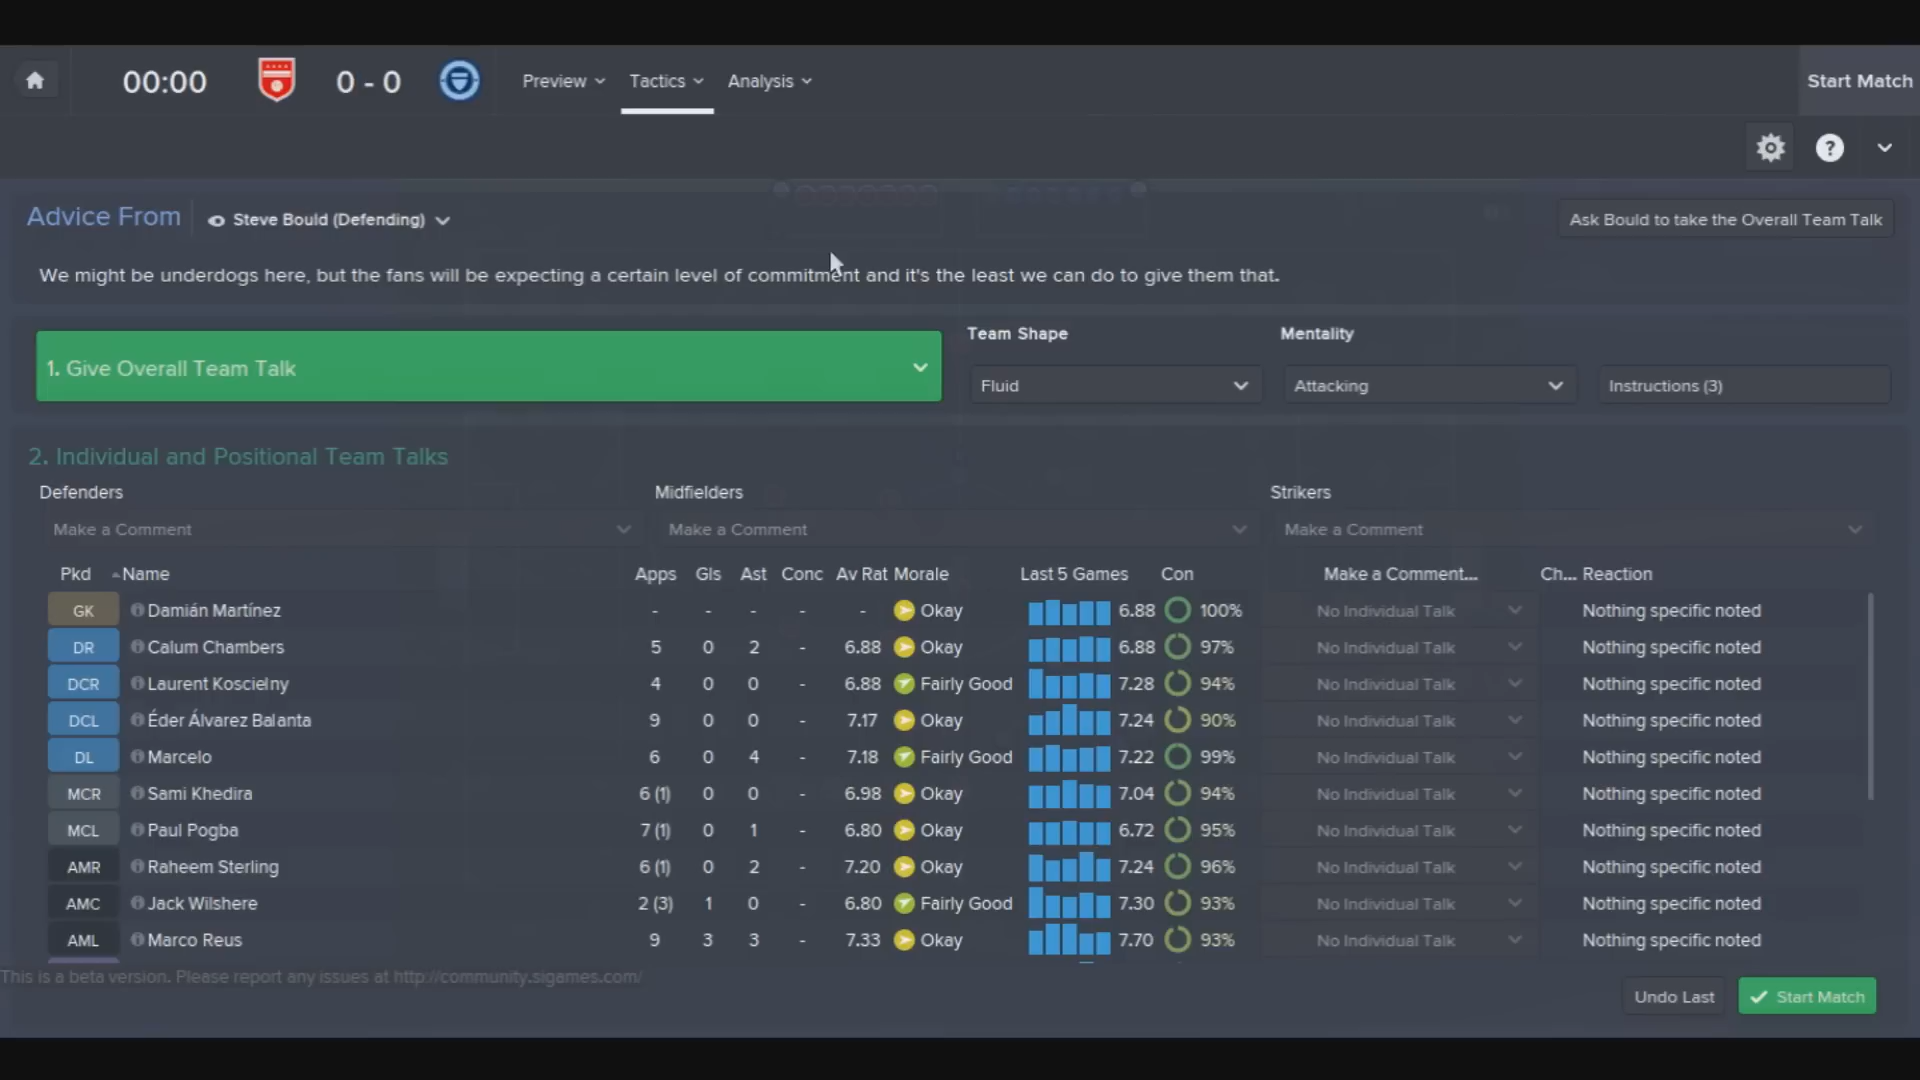 00:00 0 - 0 Preview Tactics Analysis Start Match
Advice From Steve Bould (Defending) Ask Bould to take the Overall Team Talk
We might be underdogs here, but the fans will be expecting a certain level of commitment and it's the least we can do to give them that.
Team Shape Mentality
1. Give Overall Team Talk Fluid Attacking Instructions (3)
2. Individual and Positional Team Talks
Defenders Midfielders Strikers
Make a Comment Make a Comment Make a Comment
Pkd Name Apps Gls Ast Conc Av Rat Morale Last 5 Games Con Make a Comment... Ch... Reaction
GK Damián Martínez - - - - - Okay 6.88 100% No Individual Talk Nothing specific noted
DR Calum Chambers 5 0 2 - 6.88 Okay 6.88 97% No Individual Talk Nothing specific noted
DCR Laurent Koscielny 4 0 0 - 6.88 Fairly Good 7.28 94% No Individual Talk Nothing specific noted
DCL Éder Álvarez Balanta 9 0 0 - 7.17 Okay 7.24 90% No Individual Talk Nothing specific noted
DL Marcelo 6 0 4 - 7.18 Fairly Good 7.22 99% No Individual Talk Nothing specific noted
MCR Sami Khedira 6 (1) 0 0 - 6.98 Okay 7.04 94% No Individual Talk Nothing specific noted
MCL Paul Pogba 7 (1) 0 1 - 6.80 Okay 6.72 95% No Individual Talk Nothing specific noted
AMR Raheem Sterling 6 (1) 0 2 - 7.20 Okay 7.24 96% No Individual Talk Nothing specific noted
AMC Jack Wilshere 2 (3) 1 0 - 6.80 Fairly Good 7.30 93% No Individual Talk Nothing specific noted
AML Marco Reus 9 3 3 - 7.33 Okay 7.70 93% No Individual Talk Nothing specific noted
This is a beta version. Please report any issues at http://community.sigames.com/
Undo Last Start Match